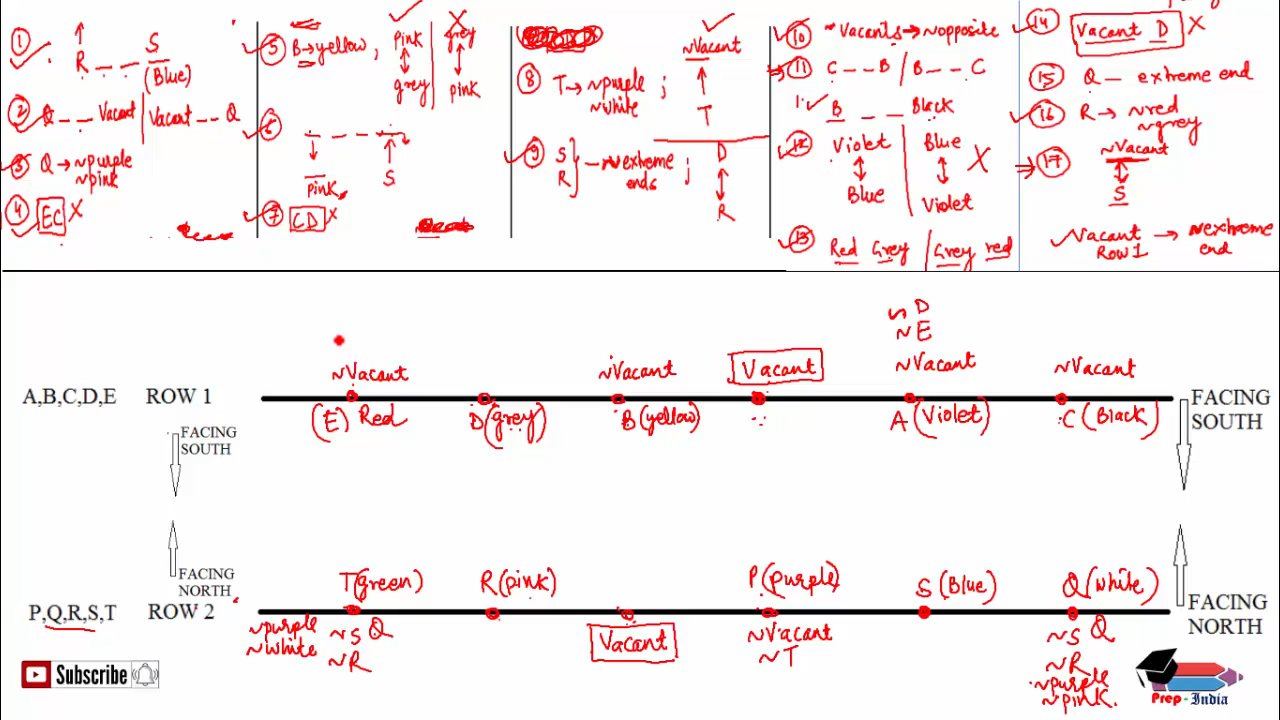 ①
R _ _ S
(Blue)
② Q _ _ Vacant | Vacant _ _ Q
③ Q → ~purple
~pink
④ EC X
⑤ B → yellow ; pink ↕ grey | grey ↕ pink
✓ X
⑥ _ _ _ _
pink S
⑦ CD X
⑧ T → ~purple ;
~white
~Vacant
T
⑨ S
R } — ~extreme ends ;
D
R
⑩ ~Vacants → ~opposite
⑪ C _ _ B / B _ _ C
1. ✓ B _ _ Black
⑫ Violet | Blue X
Blue | Violet
⑬ Red Grey | Grey red
⑭ Vacant D X
⑮ Q — extreme end
⑯ R → ~red
~grey
⑰ ~Vacant
S
✓ Vacant → ~extreme
Row 1 end
~D
~E
~Vacant ~Vacant Vacant ~Vacant ~Vacant
A,B,C,D,E ROW 1 FACING SOUTH
(E) Red D(grey) B(yellow) A(Violet) C(Black)
FACING
SOUTH
FACING
NORTH
T(green) R(pink) P(purple) S(Blue) Q(white)
P,Q,R,S,T ROW 2 FACING NORTH
~purple ~S Q Vacant ~Vacant ~S Q
~white ~R ~T ~R
~purple
~pink
Subscribe
Prep-India